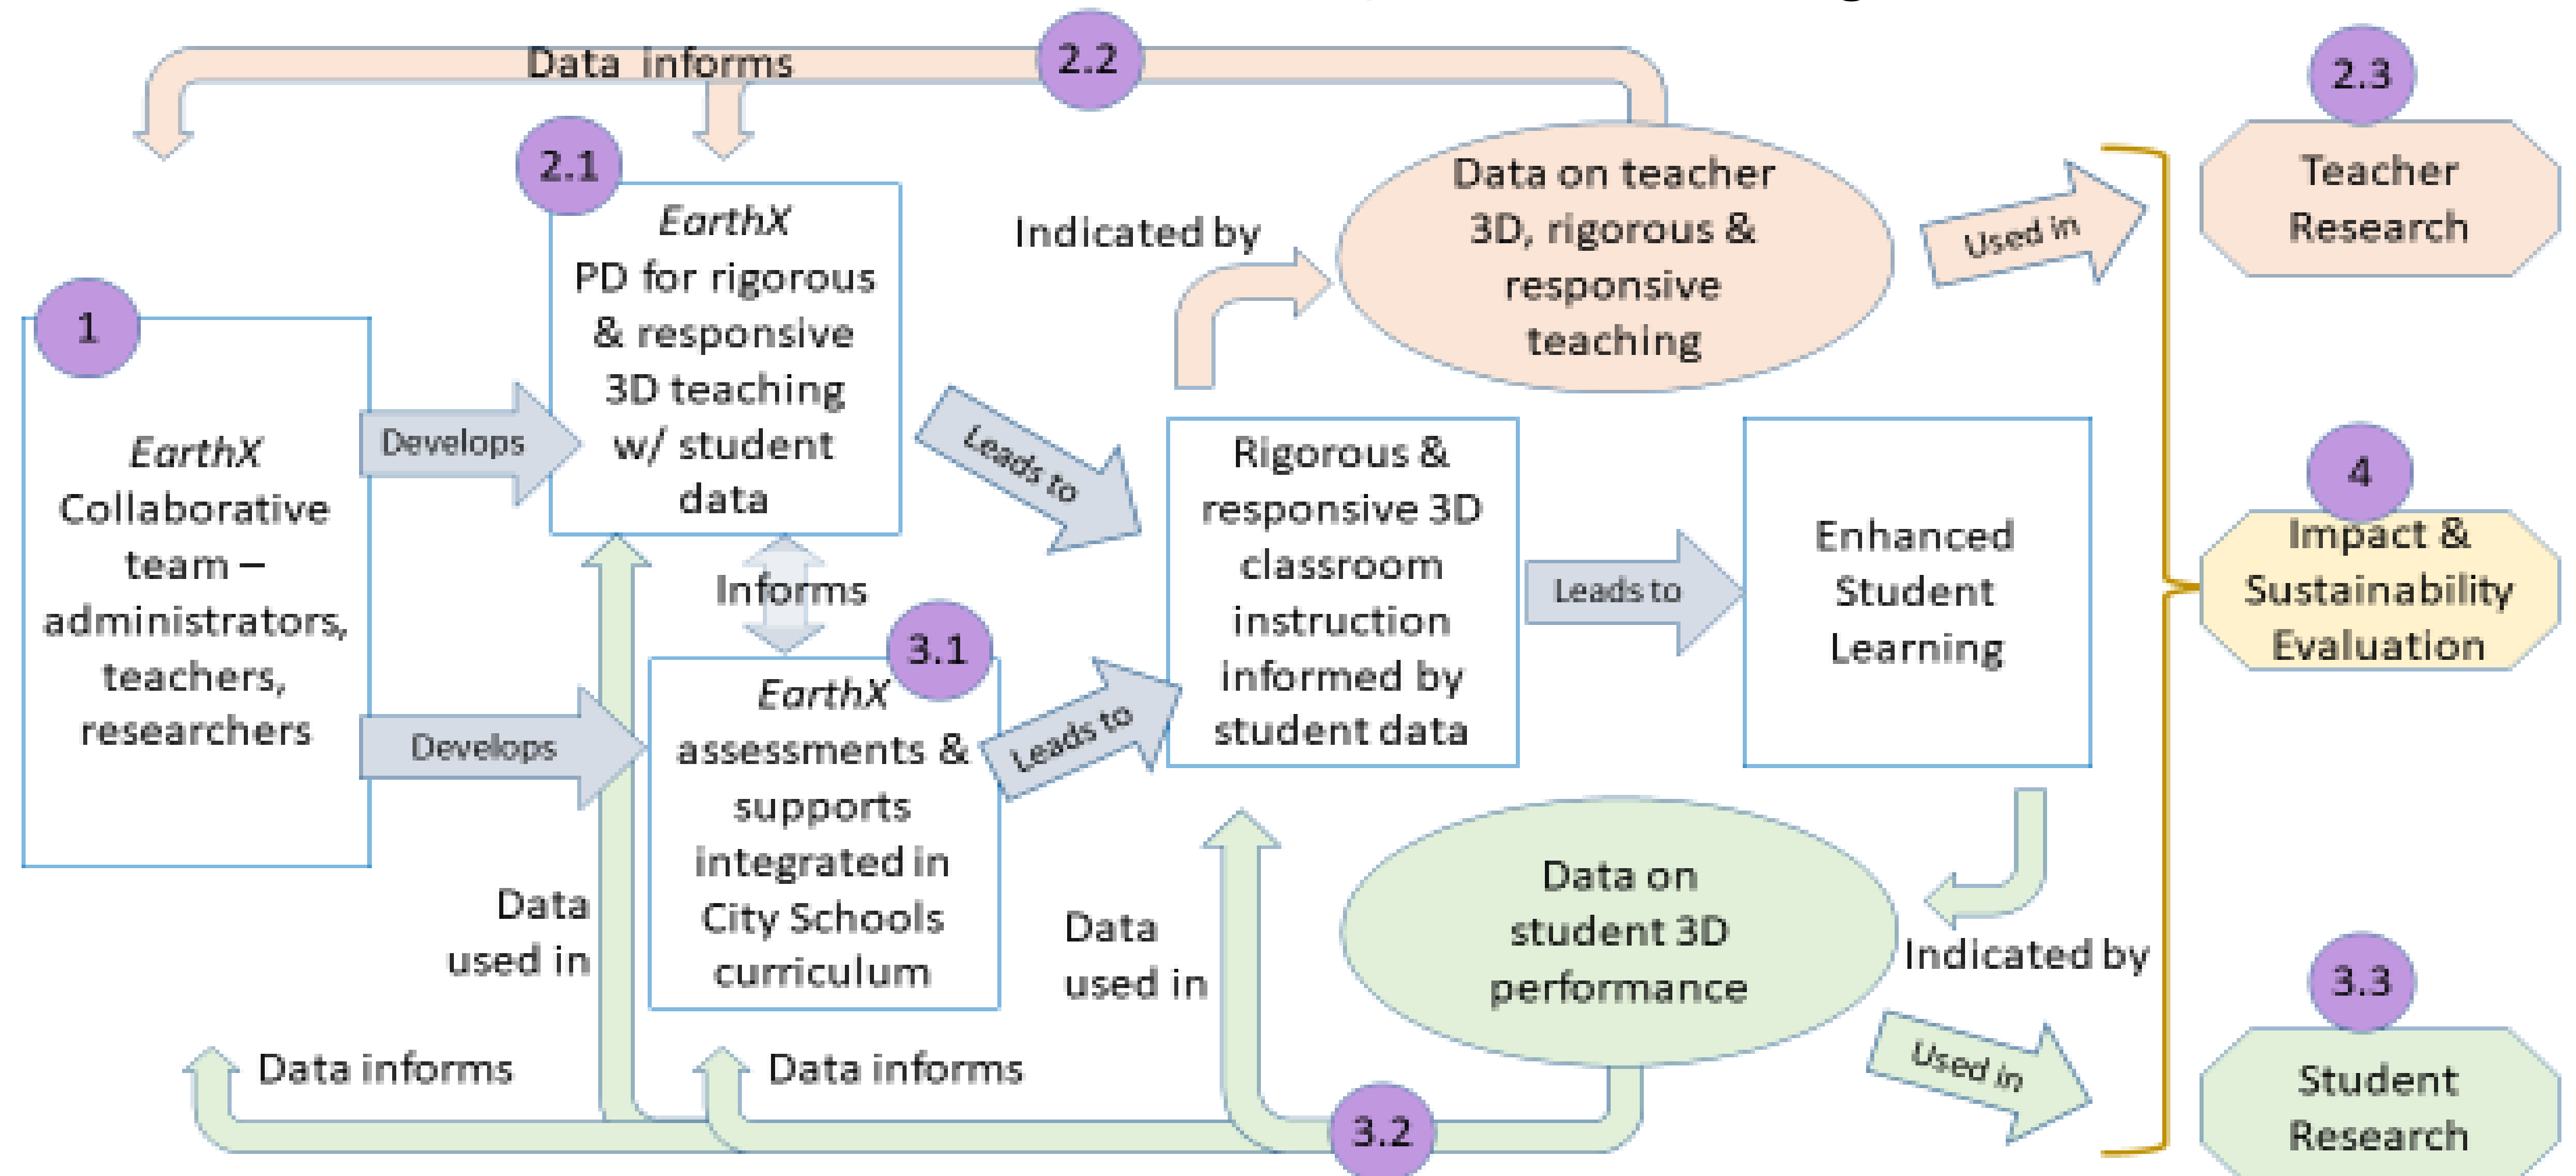 Data informs
2.2
2.3
2.1
Teacher
Research
Data on teacher
3D, rigorous &
responsive
teaching
Used in
Indicated by
EarthX
PD for rigorous
& responsive
3D teaching
w/ student
data
1
EarthX
Collaborative
team –
administrators,
teachers,
researchers
Develops
Develops
Leads to
Informs
3.1
EarthX
assessments &
supports
integrated in
City Schools
curriculum
Leads to
Rigorous &
responsive 3D
classroom
instruction
informed by
student data
Leads to
Enhanced
Student
Learning
4
Impact &
Sustainability
Evaluation
Data
used in
Data
used in
Data on
student 3D
performance
Indicated by
Used in
3.3
Student
Research
Data informs
Data informs
3.2